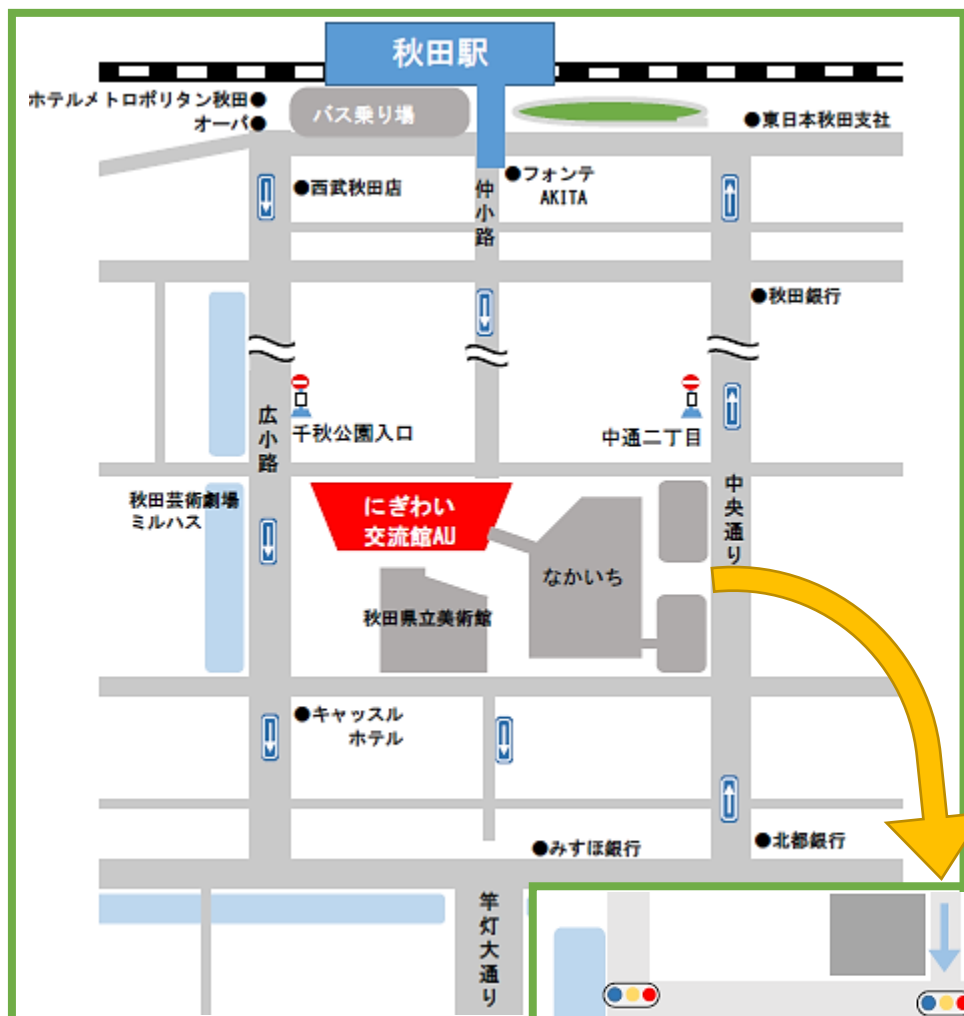 秋田駅
ホテルメトロポリタン秋田●
オーパ●
バス乗り場
●東日本秋田支社
●西武秋田店
仲小路
●フォンテ
AKITA
●秋田銀行
広小路
千秋公園入口
中通二丁目
秋田芸術劇場
ミルハス
にぎわい
交流館AU
なかいち
中央通り
秋田県立美術館
●キャッスル
ホテル
●みずほ銀行
●北都銀行
竿灯大通り